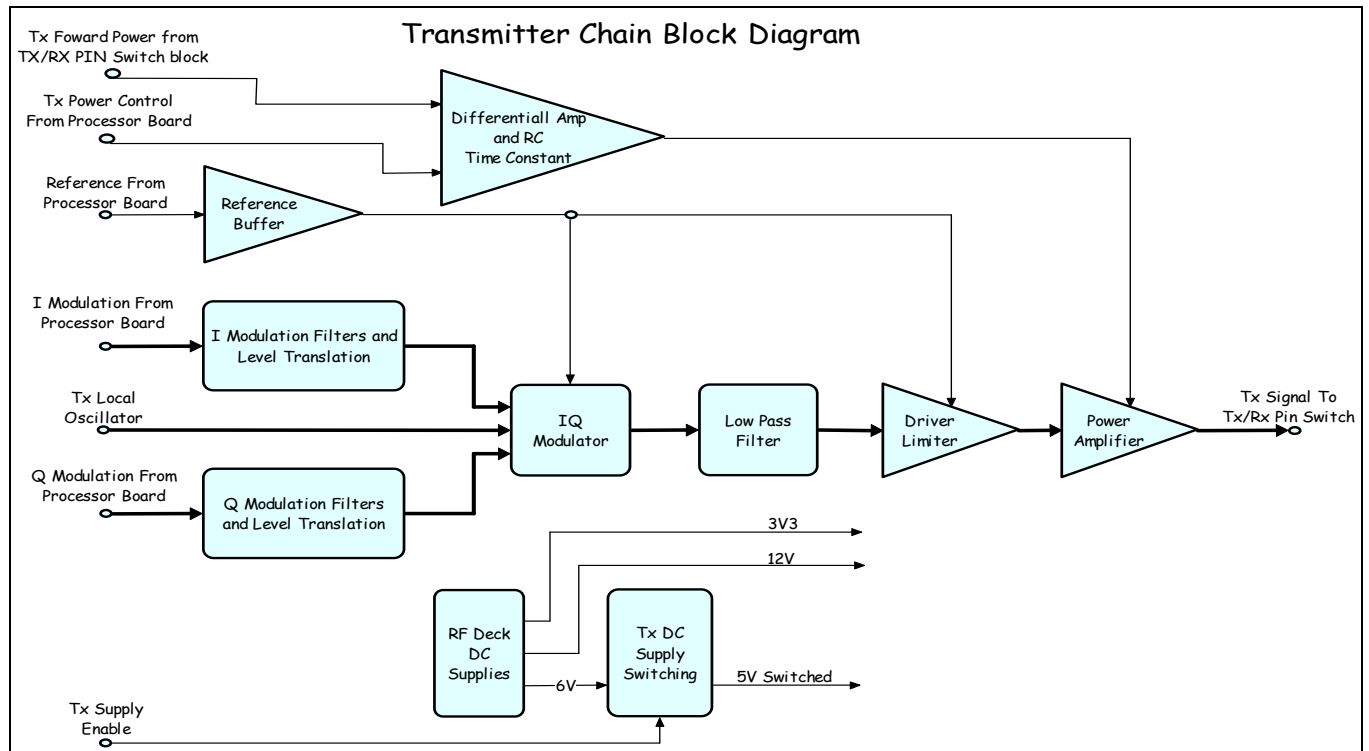 Transmitter Chain Block Diagram
Tx Foward Power from
TX/RX PIN Switch block
Tx Power Control
From Processor Board
Differentiall Amp
and RC
Time Constant
Reference From
Processor Board
Reference
Buffer
I Modulation From
Processor Board
I Modulation Filters and
Level Translation
Tx Local
Oscillator
IQ
Modulator
Low Pass
Filter
Driver
Limiter
Power
Amplifier
Tx Signal To
Tx/Rx Pin Switch
Q Modulation From
Processor Board
Q Modulation Filters
and Level Translation
3V3
12V
RF Deck
DC
Supplies
6V
Tx DC
Supply
Switching
5V Switched
Tx Supply
Enable